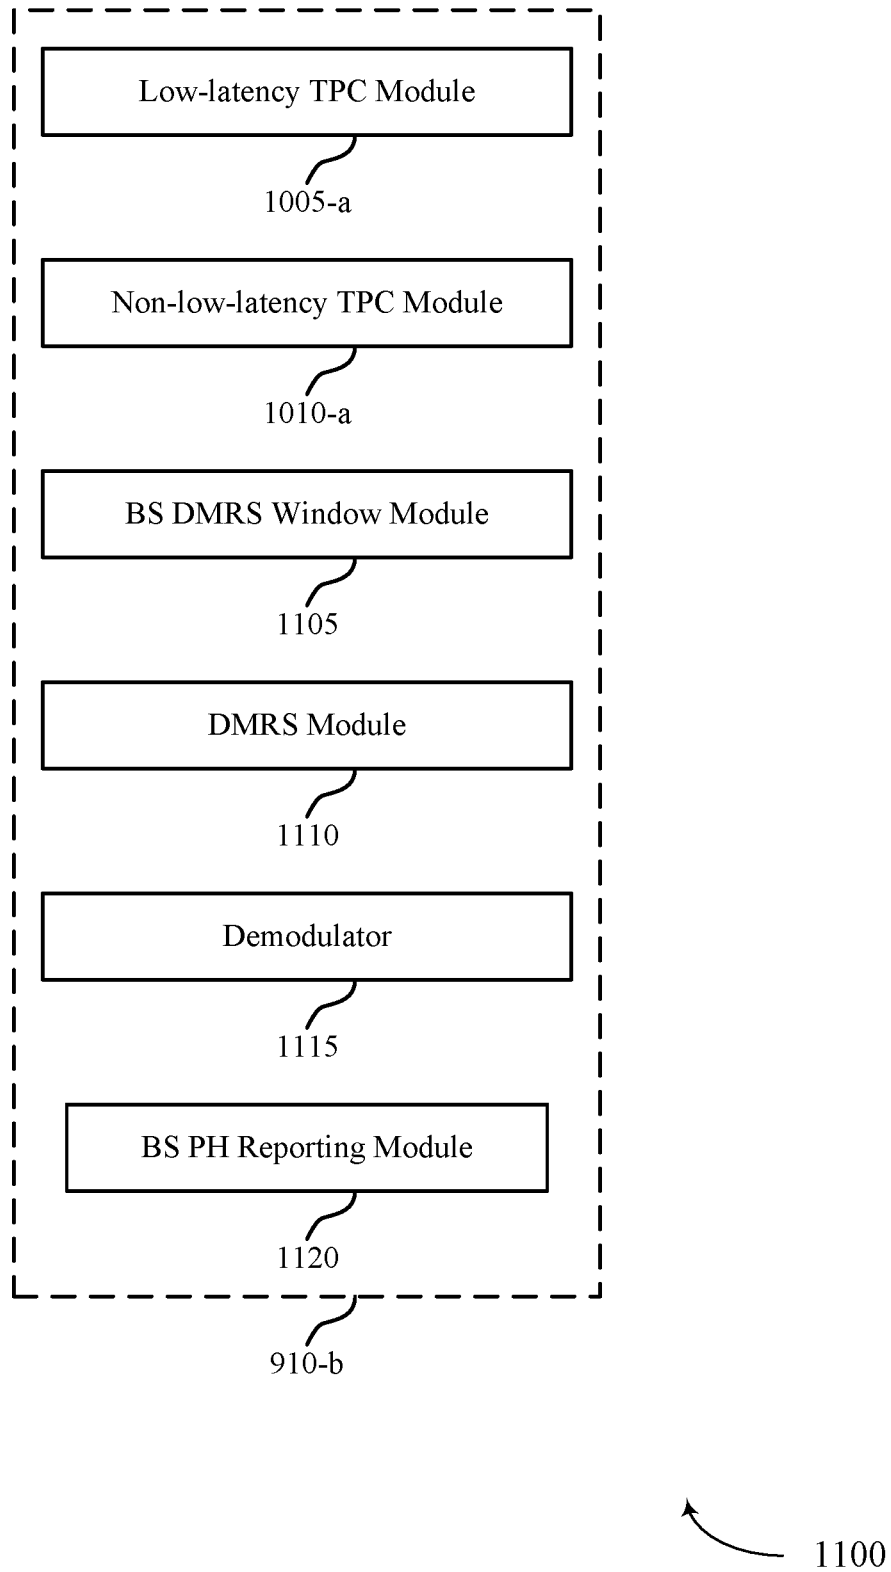 Low-latency TPC Module
1005-a
Non-low-latency TPC Module
1010-a
BS DMRS Window Module
1105
DMRS Module
1110
Demodulator
1115
BS PH Reporting Module
1120
910-b
1100